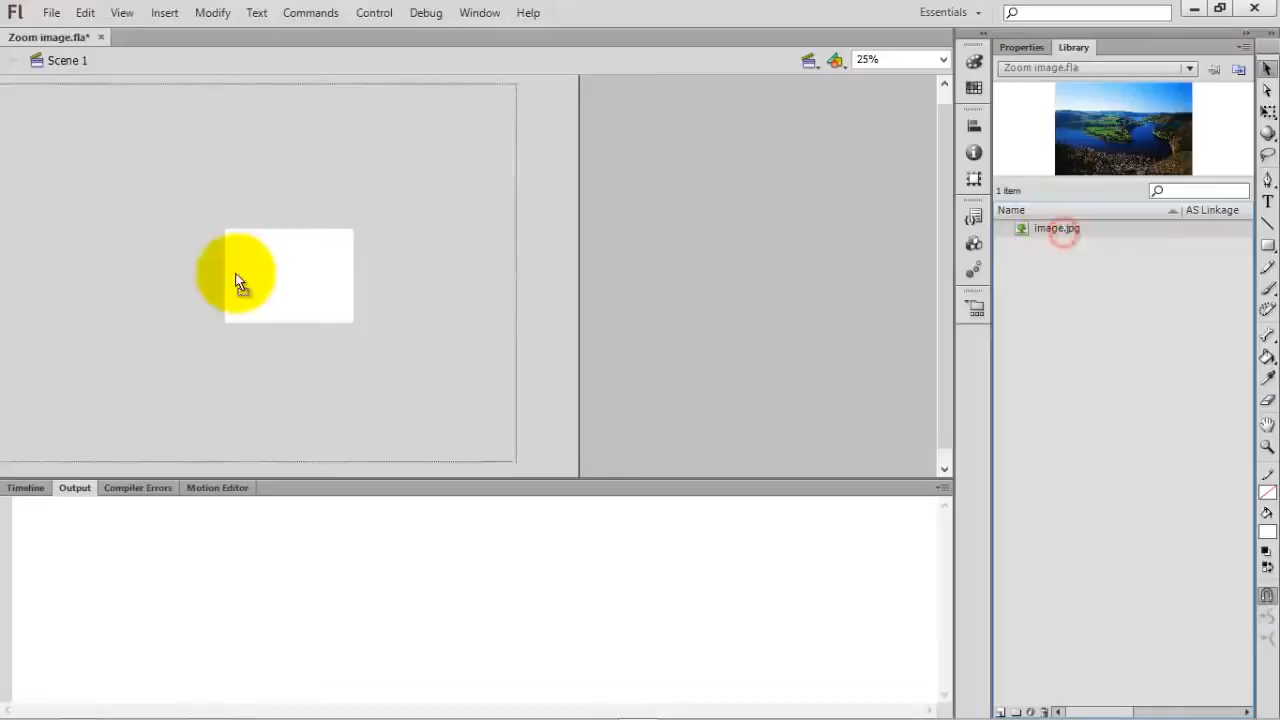 Fl File Edit View Insert Modify Text Commands Control Debug Window Help Essentials
Zoom image.fla* ×
Scene 1 25%
Properties Library
Zoom image.fla
1 item
Name AS Linkage
image.jpg
Timeline Output Compiler Errors Motion Editor